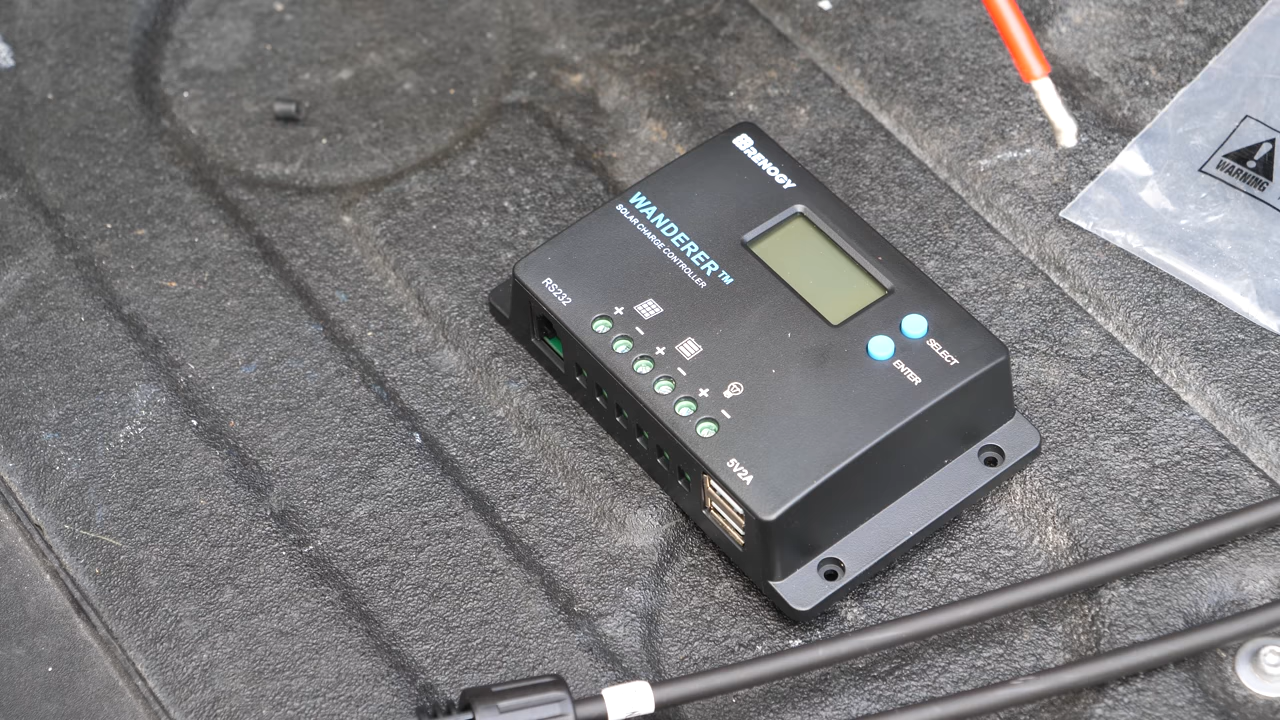 RENOGY
WANDERER™
SOLAR CHARGE CONTROLLER
RS232
+
−
+
−
+
−
SELECT
ENTER
5V2A
WARNING